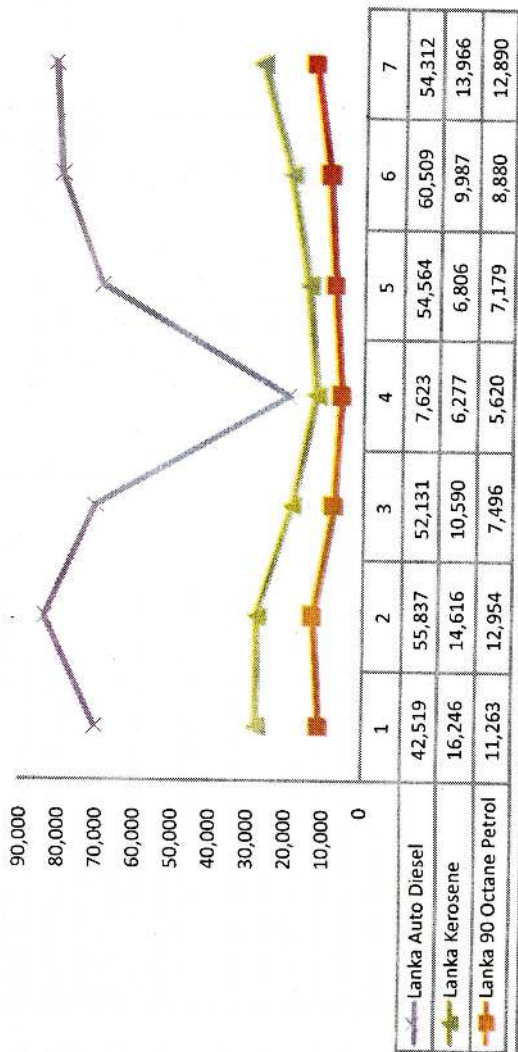 90,000
80,000
70,000
60,000
50,000
40,000
30,000
20,000
10,000
0
1 2 3 4 5 6 7
Lanka Auto Diesel 42,519 55,837 52,131 7,623 54,564 60,509 54,312
Lanka Kerosene 16,246 14,616 10,590 6,277 6,806 9,987 13,966
Lanka 90 Octane Petrol 11,263 12,954 7,496 5,620 7,179 8,880 12,890